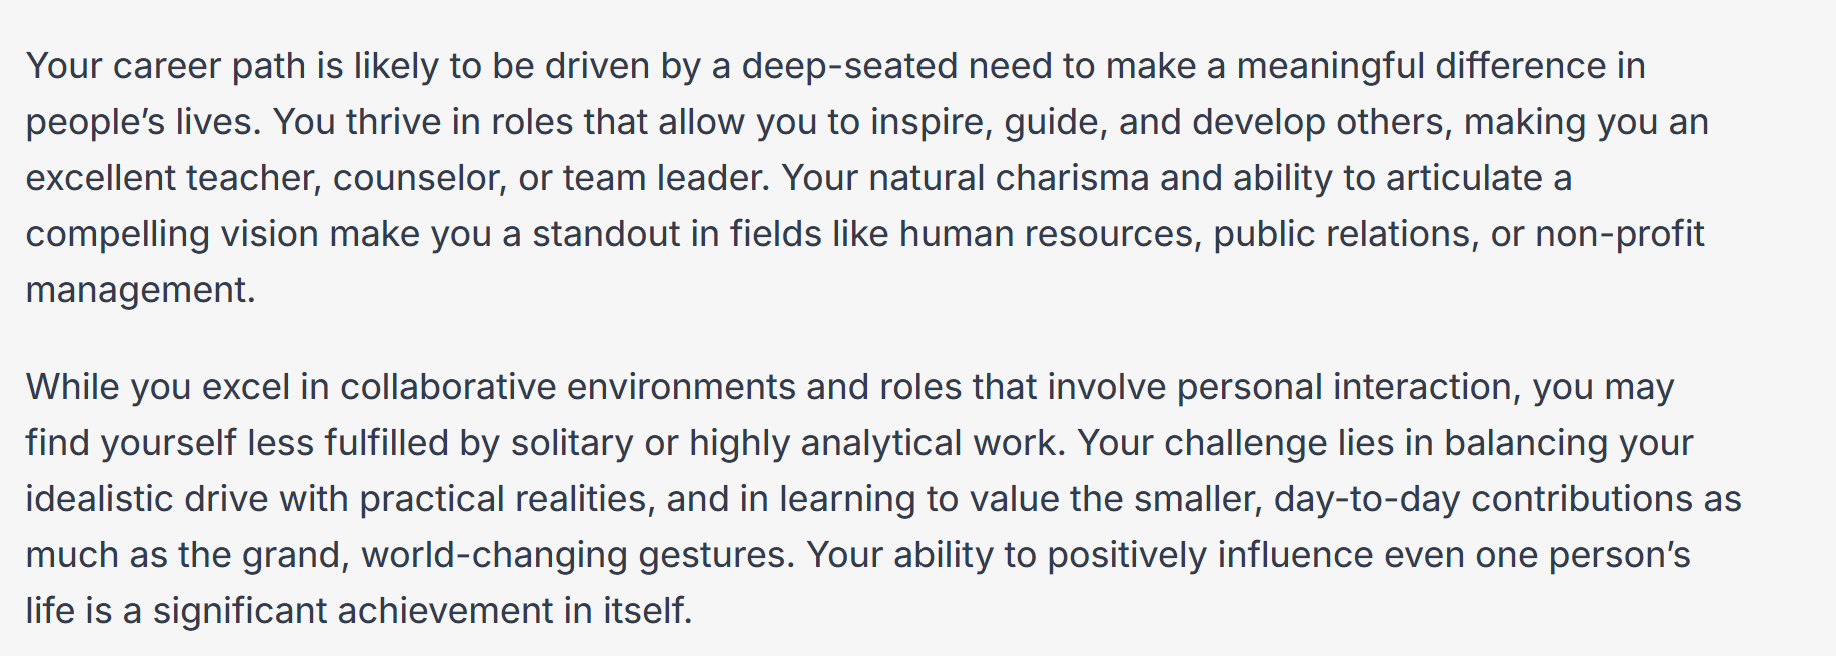 Your career path is likely to be driven by a deep-seated need to make a meaningful difference in
people’s lives. You thrive in roles that allow you to inspire, guide, and develop others, making you an
excellent teacher, counselor, or team leader. Your natural charisma and ability to articulate a
compelling vision make you a standout in fields like human resources, public relations, or non-profit
management.
While you excel in collaborative environments and roles that involve personal interaction, you may
find yourself less fulfilled by solitary or highly analytical work. Your challenge lies in balancing your
idealistic drive with practical realities, and in learning to value the smaller, day-to-day contributions as
much as the grand, world-changing gestures. Your ability to positively influence even one person’s
life is a significant achievement in itself.